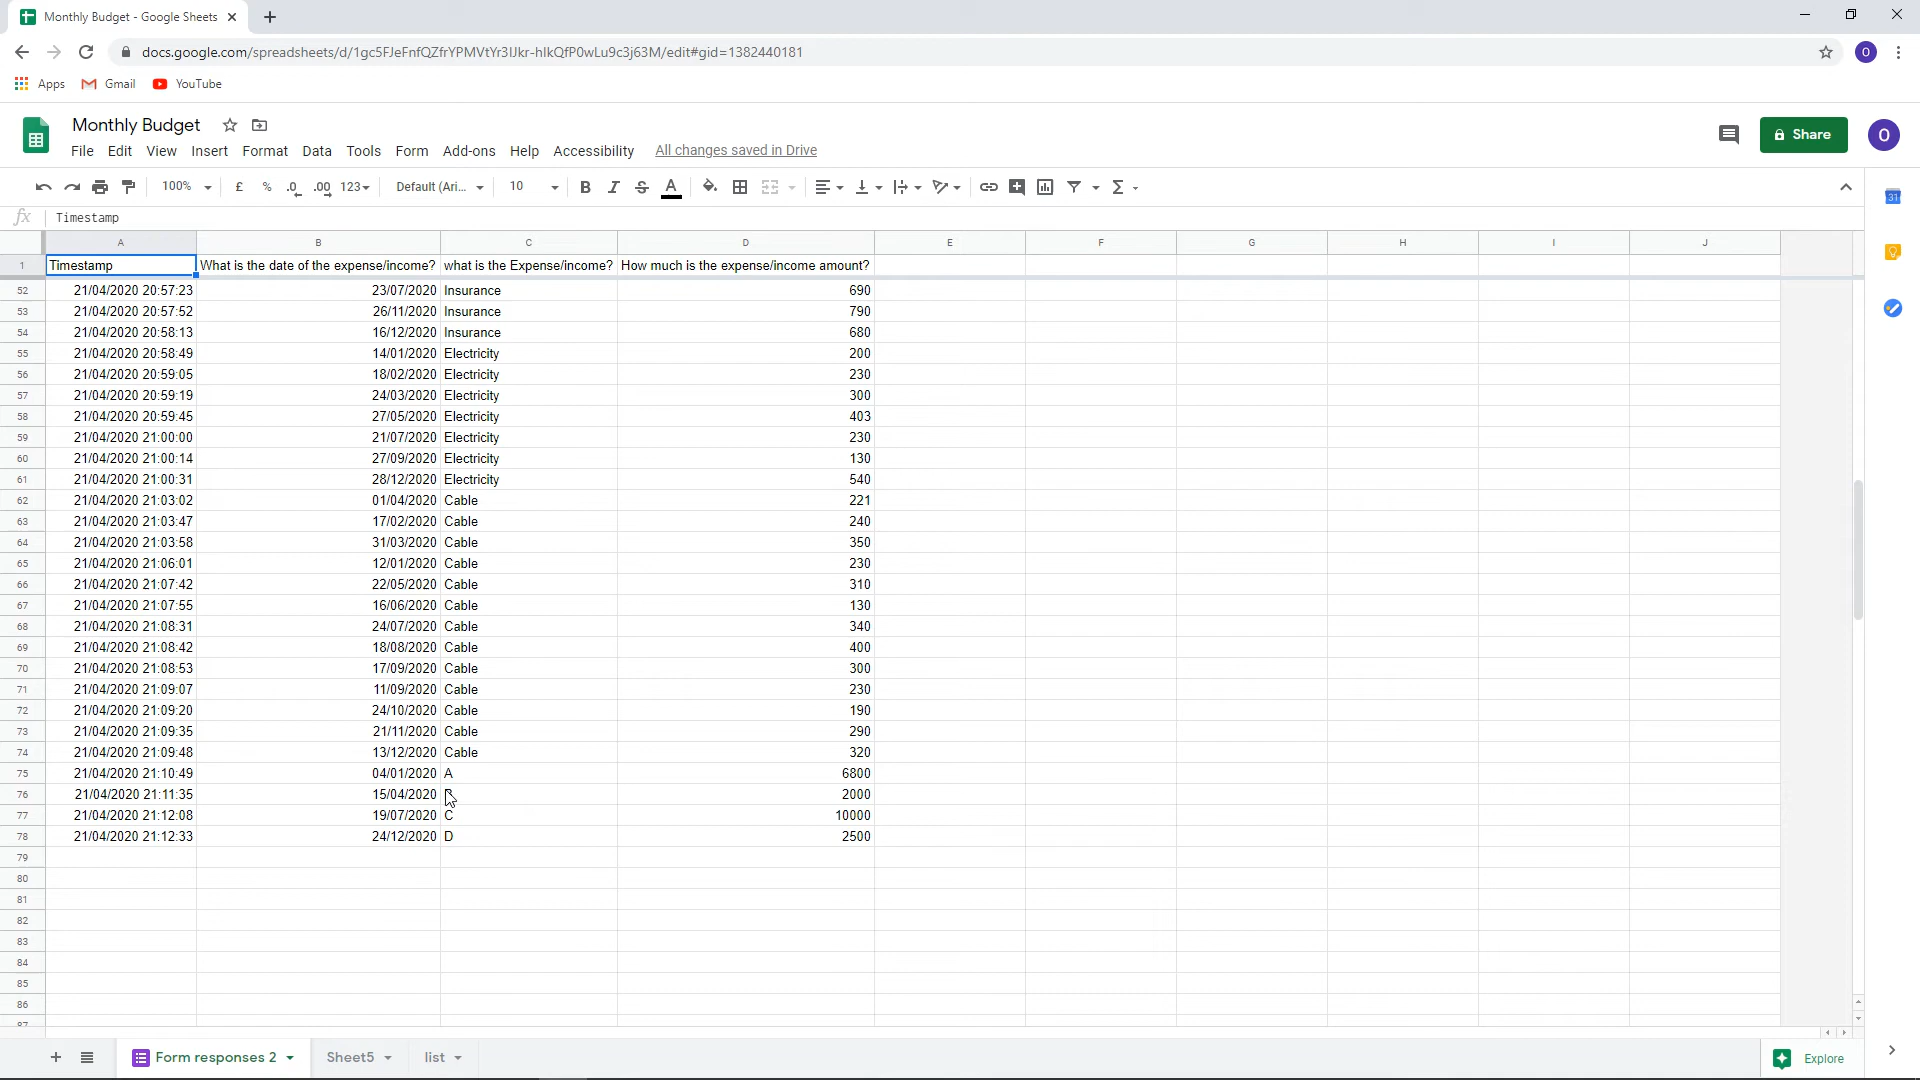 Monthly Budget - Google Sheets
docs.google.com/spreadsheets/d/1gc5FJeFnfQZfrYPMVtYr3IJkr-hIkQfP0wLu9c3j63M/edit#gid=1382440181
O
Apps Gmail YouTube
Monthly Budget
File Edit View Insert Format Data Tools Form Add-ons Help Accessibility All changes saved in Drive
Share
O
100% £ % .0 .00 123 Default (Ari... 10 B I S A Σ
31
fx Timestamp
A B C D E F G H I J
1 Timestamp What is the date of the expense/income? what is the Expense/income? How much is the expense/income amount?
52 21/04/2020 20:57:23 23/07/2020 Insurance 690
53 21/04/2020 20:57:52 26/11/2020 Insurance 790
54 21/04/2020 20:58:13 16/12/2020 Insurance 680
55 21/04/2020 20:58:49 14/01/2020 Electricity 200
56 21/04/2020 20:59:05 18/02/2020 Electricity 230
57 21/04/2020 20:59:19 24/03/2020 Electricity 300
58 21/04/2020 20:59:45 27/05/2020 Electricity 403
59 21/04/2020 21:00:00 21/07/2020 Electricity 230
60 21/04/2020 21:00:14 27/09/2020 Electricity 130
61 21/04/2020 21:00:31 28/12/2020 Electricity 540
62 21/04/2020 21:03:02 01/04/2020 Cable 221
63 21/04/2020 21:03:47 17/02/2020 Cable 240
64 21/04/2020 21:03:58 31/03/2020 Cable 350
65 21/04/2020 21:06:01 12/01/2020 Cable 230
66 21/04/2020 21:07:42 22/05/2020 Cable 310
67 21/04/2020 21:07:55 16/06/2020 Cable 130
68 21/04/2020 21:08:31 24/07/2020 Cable 340
69 21/04/2020 21:08:42 18/08/2020 Cable 400
70 21/04/2020 21:08:53 17/09/2020 Cable 300
71 21/04/2020 21:09:07 11/09/2020 Cable 230
72 21/04/2020 21:09:20 24/10/2020 Cable 190
73 21/04/2020 21:09:35 21/11/2020 Cable 290
74 21/04/2020 21:09:48 13/12/2020 Cable 320
75 21/04/2020 21:10:49 04/01/2020 A 6800
76 21/04/2020 21:11:35 15/04/2020 2000
77 21/04/2020 21:12:08 19/07/2020 C 10000
78 21/04/2020 21:12:33 24/12/2020 D 2500
79
80
81
82
83
84
85
86
87
Form responses 2 Sheet5 list Explore